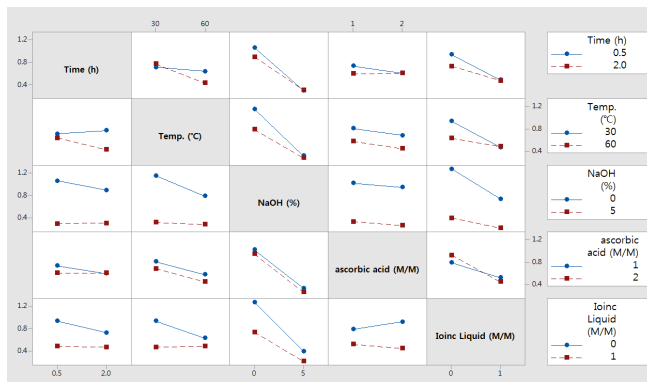 30 60 1 2
1.2
0.8
0.4
Time (h)
Time (h)
0.5
2.0
Temp. (℃)
1.2
0.8
0.4
Temp.
(℃)
30
60
1.2
0.8
0.4
NaOH (%)
NaOH
(%)
0
5
ascorbic acid (M/M)
1.2
0.8
0.4
ascorbic
acid (M/M)
1
2
1.2
0.8
0.4
Ioinc Liquid (M/M)
Ioinc
Liquid
(M/M)
0
1
0.5 2.0 0 5 0 1